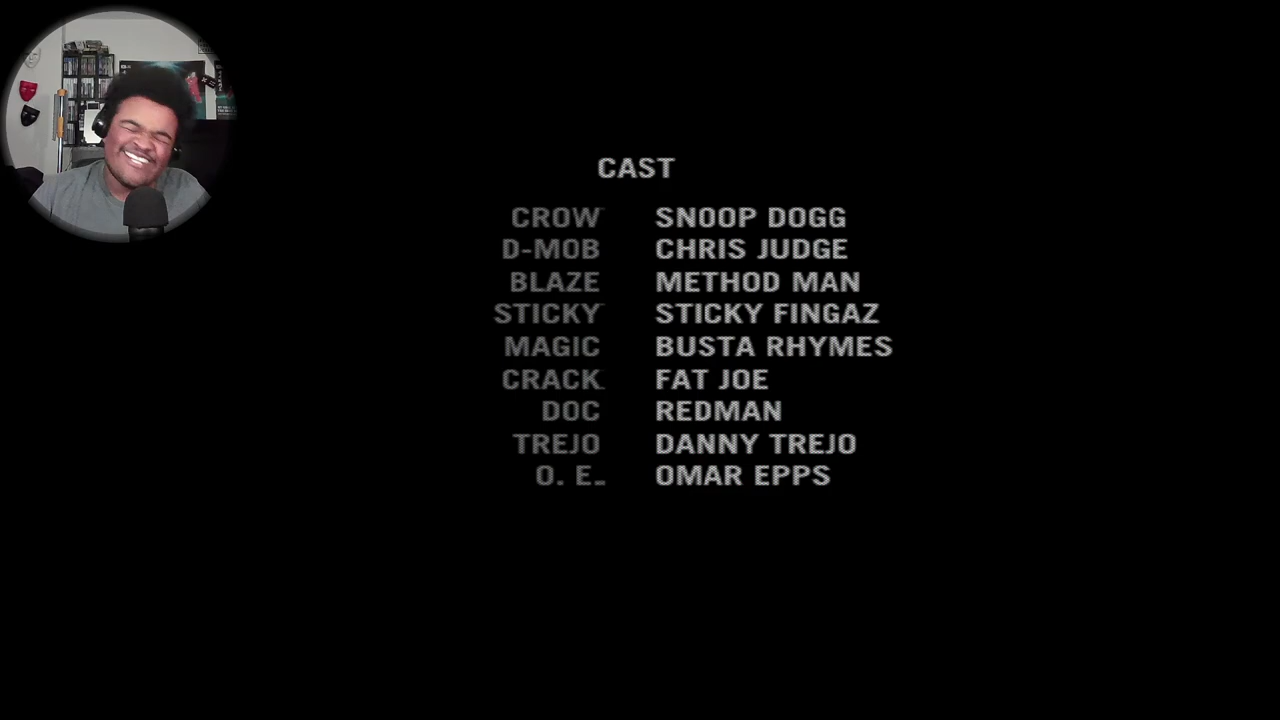 CAST
CROW SNOOP DOGG
D-MOB CHRIS JUDGE
BLAZE METHOD MAN
STICKY STICKY FINGAZ
MAGIC BUSTA RHYMES
CRACK FAT JOE
DOC REDMAN
TREJO DANNY TREJO
O. E. OMAR EPPS